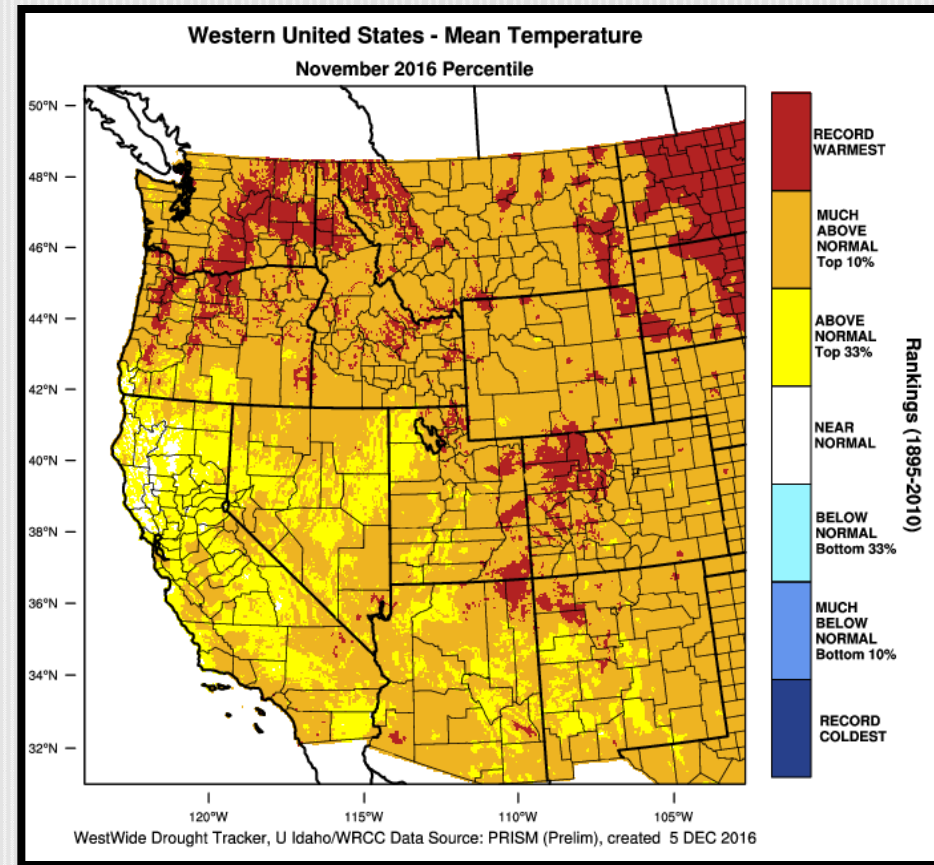 Western United States - Mean Temperature
November 2016 Percentile
50°N
48°N
46°N
44°N
42°N
40°N
38°N
36°N
34°N
32°N
120°W
115°W
110°W
105°W
RECORD
WARMEST
MUCH
ABOVE
NORMAL
Top 10%
ABOVE
NORMAL
Top 33%
NEAR
NORMAL
BELOW
NORMAL
Bottom 33%
MUCH
BELOW
NORMAL
Bottom 10%
RECORD
COLDEST
Rankings (1895-2010)
WestWide Drought Tracker, U Idaho/WRCC Data Source: PRISM (Prelim), created 5 DEC 2016